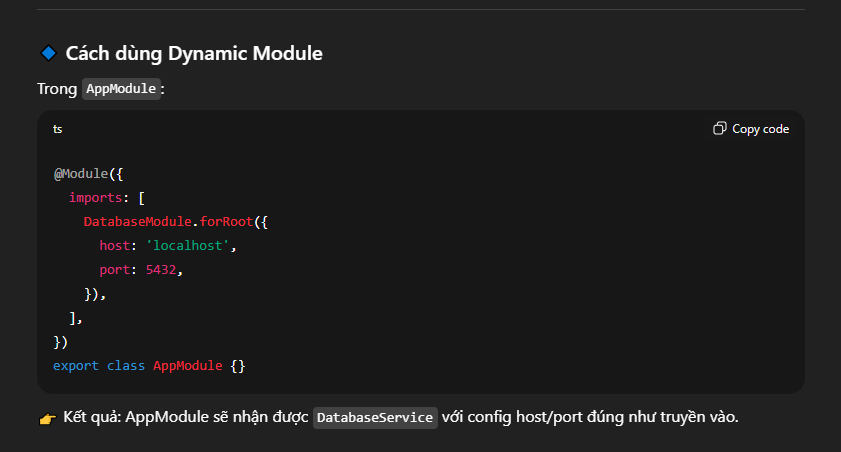 Cách dùng Dynamic Module
Trong AppModule:
ts
Copy code
@Module({
  imports: [
    DatabaseModule.forRoot({
      host: 'localhost',
      port: 5432,
    }),
  ],
})
export class AppModule {}
Kết quả: AppModule sẽ nhận được DatabaseService với config host/port đúng như truyền vào.